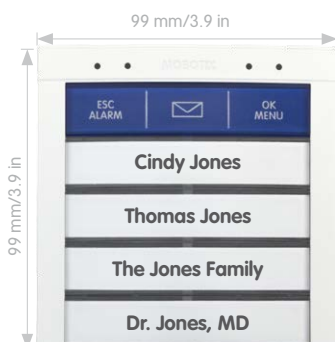 99 mm/3.9 in
99 mm/3.9 in
MOBOTIX
ESC
ALARM
OK
MENU
Cindy Jones
Thomas Jones
The Jones Family
Dr. Jones, MD